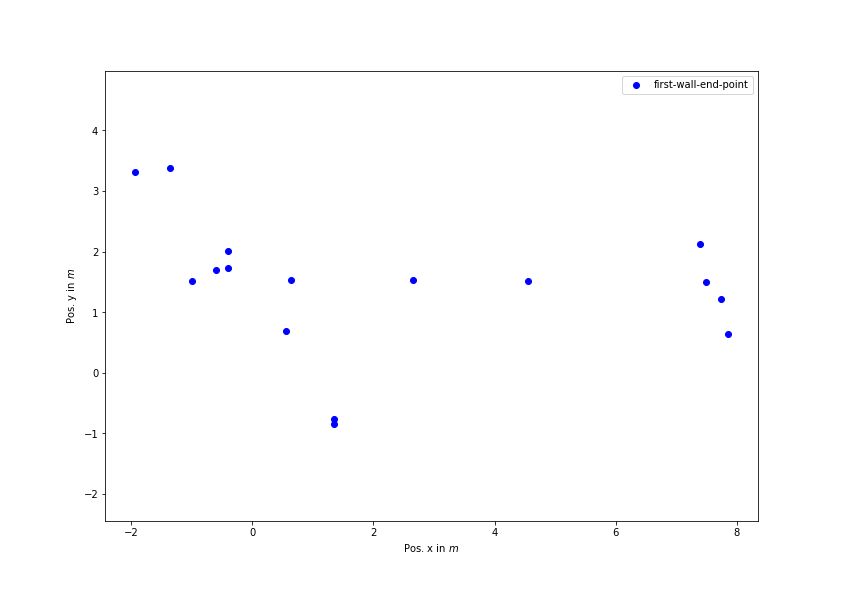 first-wall-end-point
4
3
2
1
0
−1
−2
Pos. y in m
−2 0 2 4 6 8
Pos. x in m